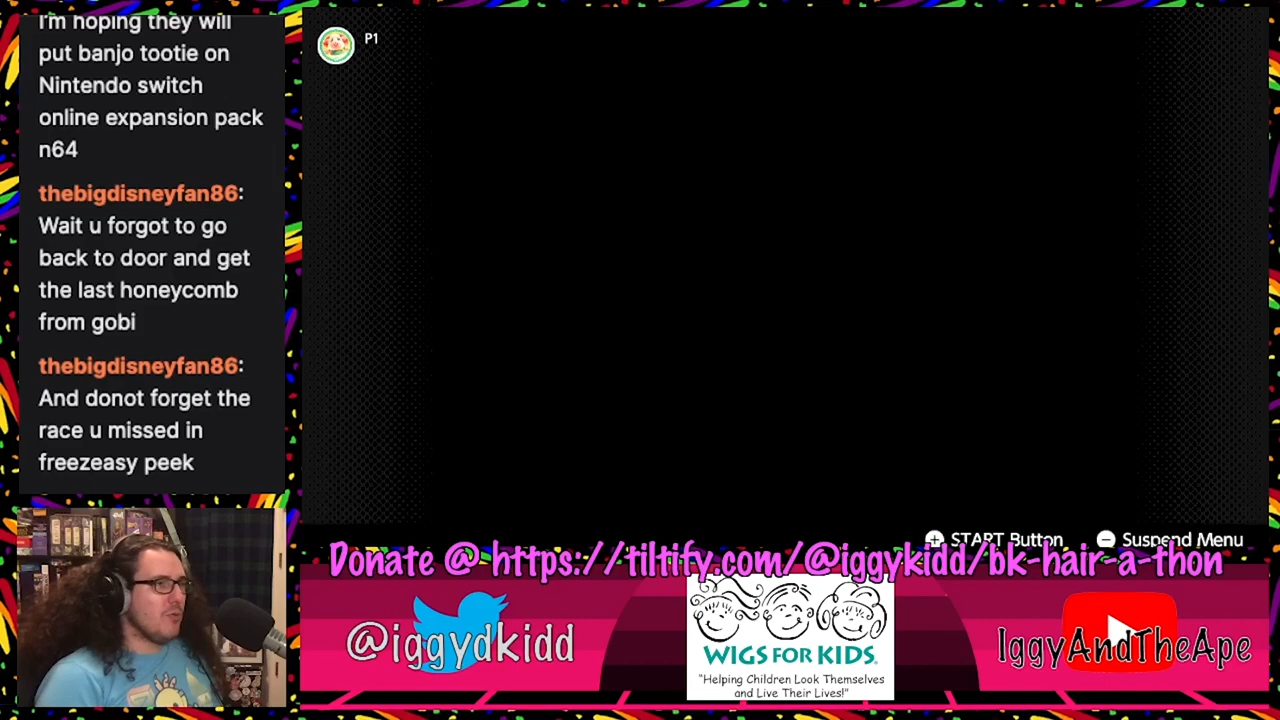 I'm hoping they will
put banjo tootie on
Nintendo switch
online expansion pack
n64
thebigdisneyfan86:
Wait u forgot to go
back to door and get
the last honeycomb
from gobi
thebigdisneyfan86:
And donot forget the
race u missed in
freezeasy peek
P1
START Button
Suspend Menu
Donate @ https://tiltify.com/@iggykidd/bk-hair-a-thon
@iggydkidd
WIGS FOR KIDS.
"Helping Children Look Themselves
and Live Their Lives!"
IggyAndTheApe